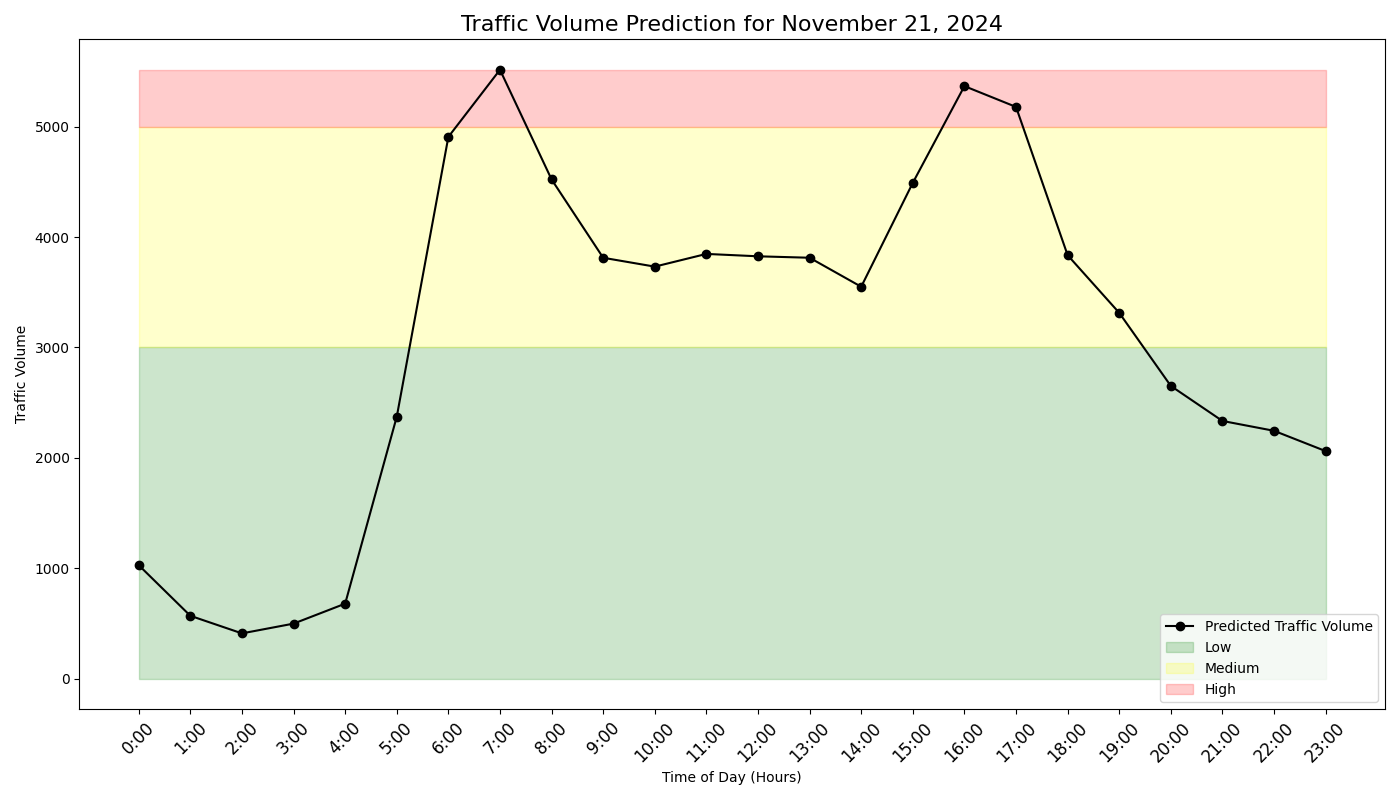 Traffic Volume Prediction for November 21, 2024
Traffic Volume
5000
4000
3000
2000
1000
0
Predicted Traffic Volume
Low
Medium
High
0:00 1:00 2:00 3:00 4:00 5:00 6:00 7:00 8:00 9:00 10:00 11:00 12:00 13:00 14:00 15:00 16:00 17:00 18:00 19:00 20:00 21:00 22:00 23:00
Time of Day (Hours)